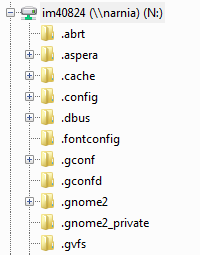 im40824 (\\narnia) (N:)
.abrt
.aspera
.cache
.config
.dbus
.fontconfig
.gconf
.gconfd
.gnome2
.gnome2_private
.gvfs